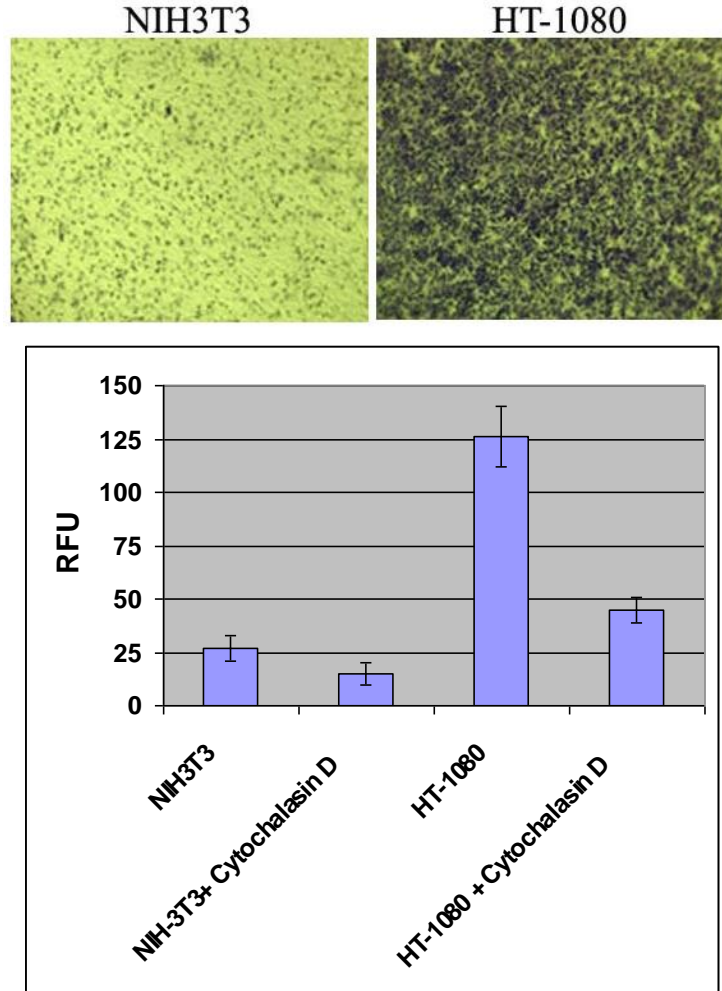 NIH3T3
HT-1080
150
125
100
75
50
25
0
RFU
NIH3T3
NIH-3T3+ Cytochalasin D
HT-1080
HT-1080 + Cytochalasin D